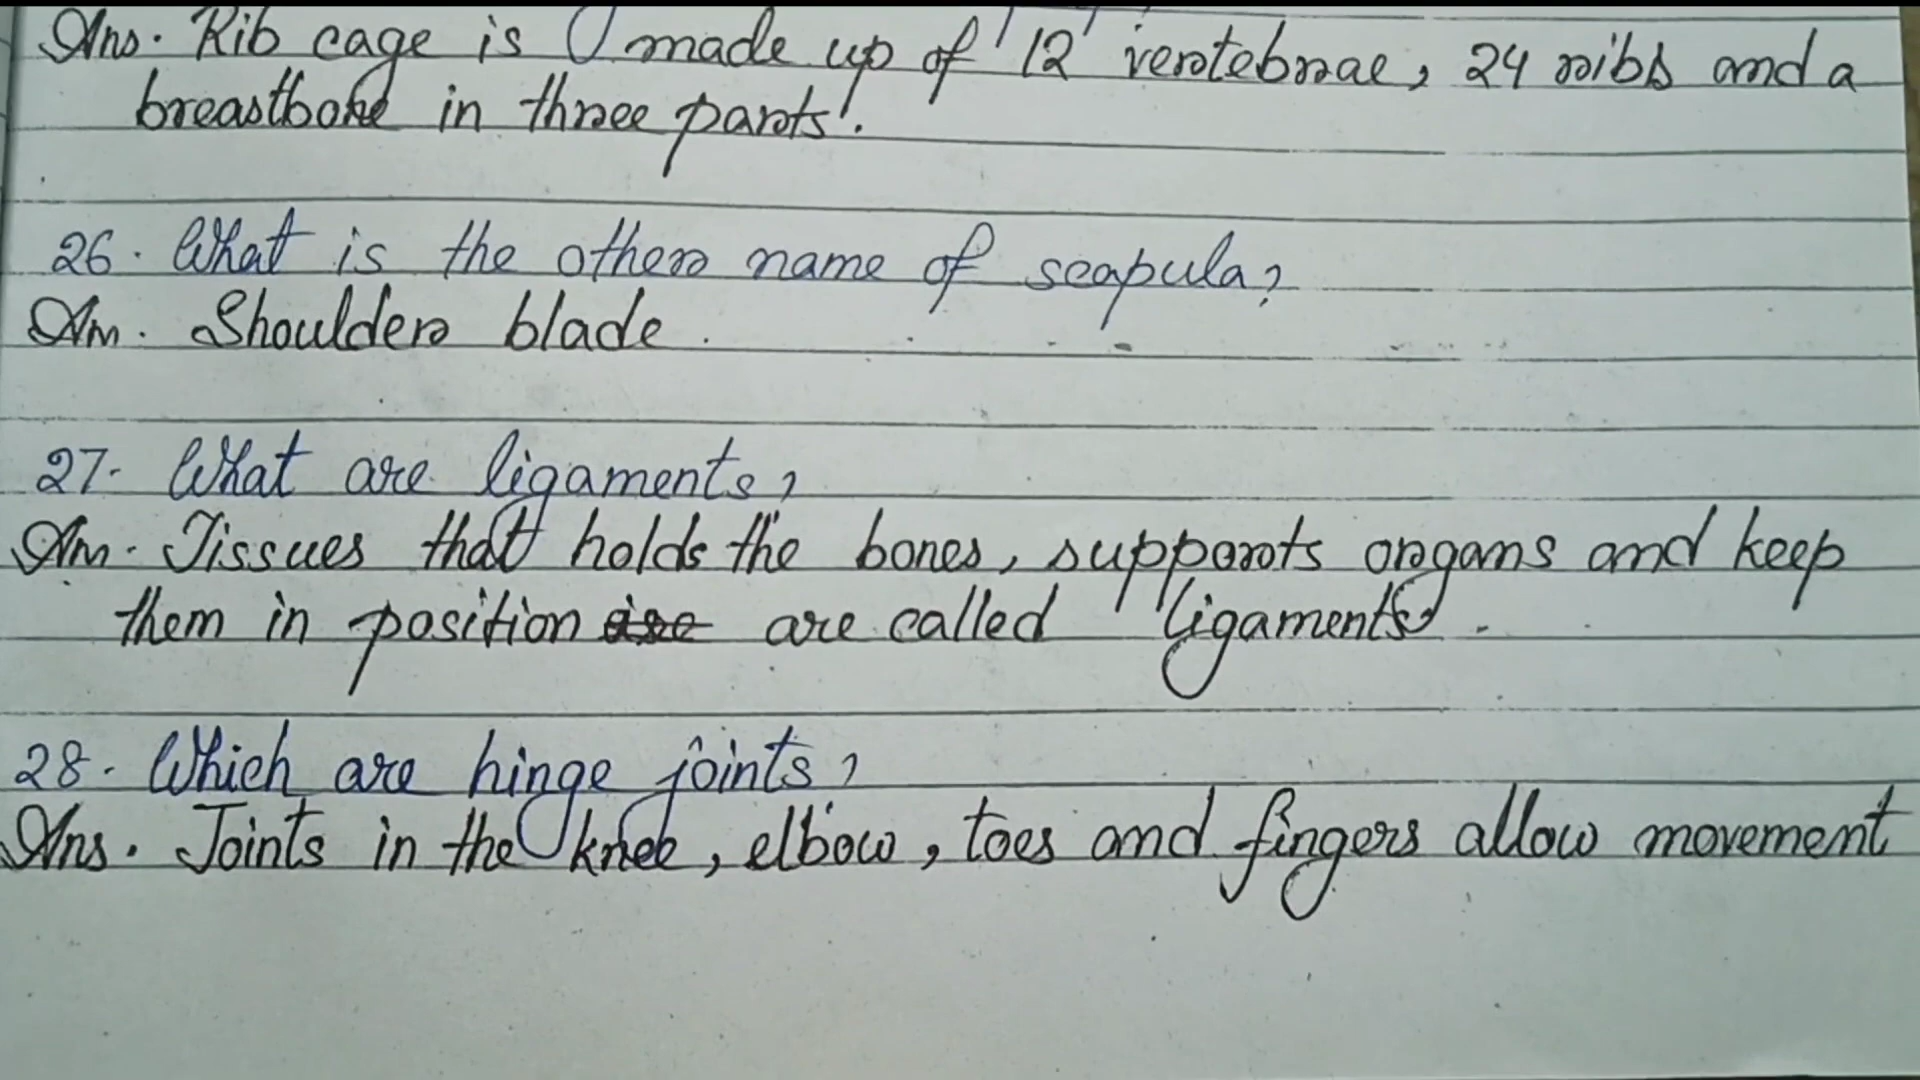 Ans. Rib cage is made up of 12 vertebrae, 24 ribs and a
breastbone in three parts.
26. What is the other name of scapula?
Ans. Shoulder blade.
27. What are ligaments?
Ans. Tissues that holds the bones, supports organs and keep
them in position are called ligaments.
28. Which are hinge joints?
Ans. Joints in the knee, elbow, toes and fingers allow movement